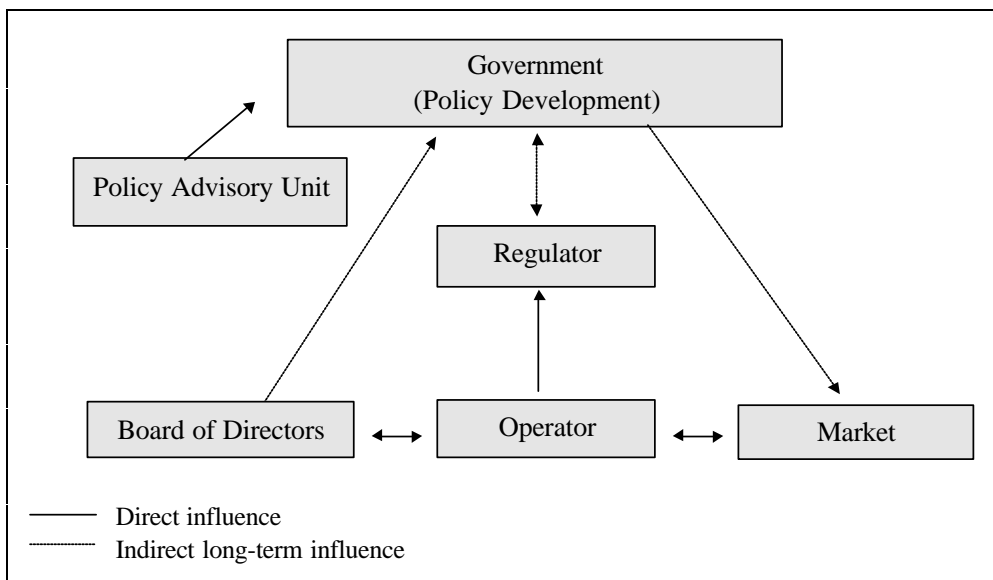 Government
(Policy Development)
Policy Advisory Unit
Regulator
Board of Directors
Operator
Market
Direct influence
Indirect long-term influence